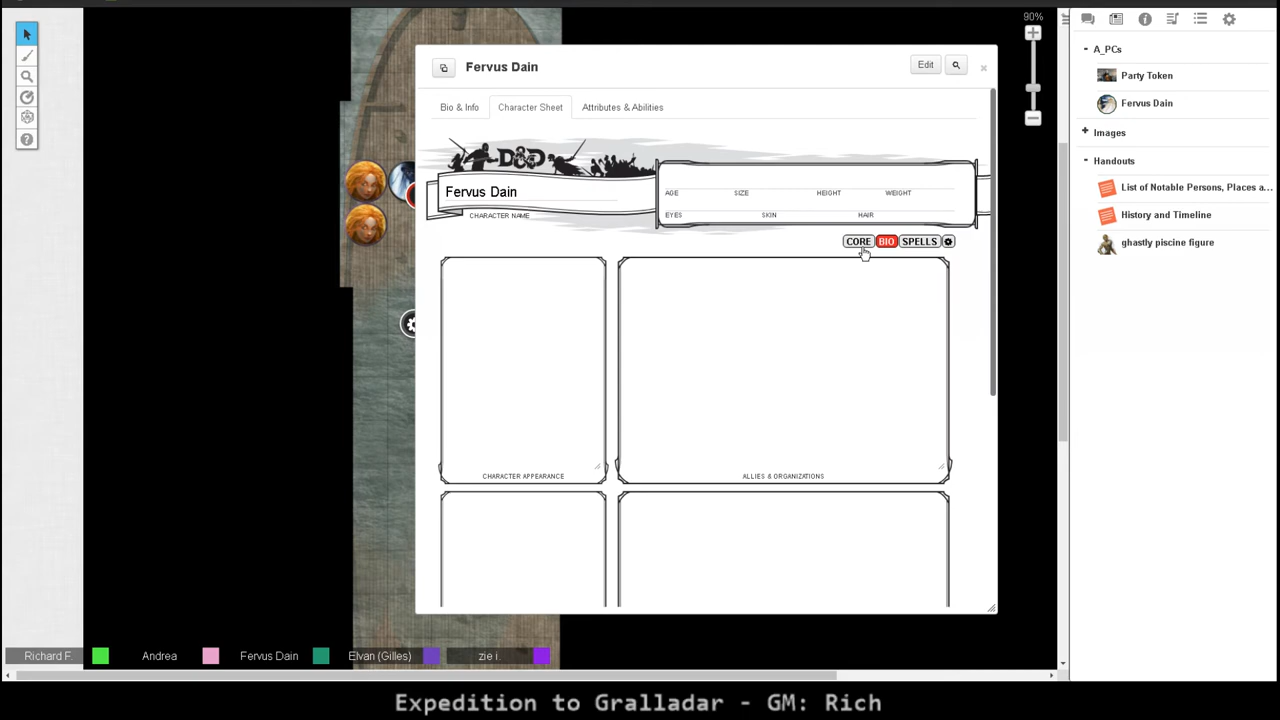 90%
Fervus Dain
Edit
Bio & Info
Character Sheet
Attributes & Abilities
D&D
Fervus Dain
CHARACTER NAME
AGE SIZE HEIGHT WEIGHT
EYES SKIN HAIR
CORE BIO SPELLS
CHARACTER APPEARANCE
ALLIES & ORGANIZATIONS
A_PCs
Party Token
Fervus Dain
Images
Handouts
List of Notable Persons, Places a...
History and Timeline
ghastly piscine figure
Richard F. Andrea Fervus Dain Elvan (Gilles) zie i.
Expedition to Gralladar - GM: Rich